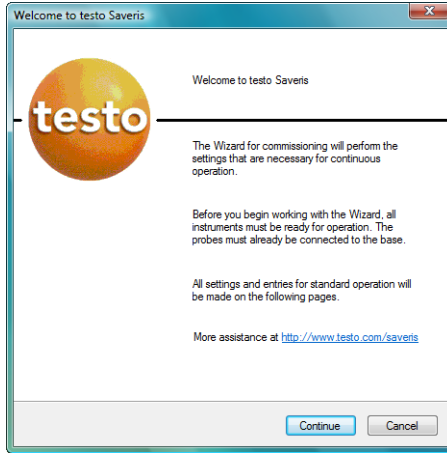 Welcome to testo Saveris
Welcome to testo Saveris
testo
The Wizard for commissioning will perform the
settings that are necessary for continuous
operation.
Before you begin working with the Wizard, all
instruments must be ready for operation. The
probes must already be connected to the base.
All settings and entries for standard operation will
be made on the following pages.
More assistance at http://www.testo.com/saveris
Continue
Cancel